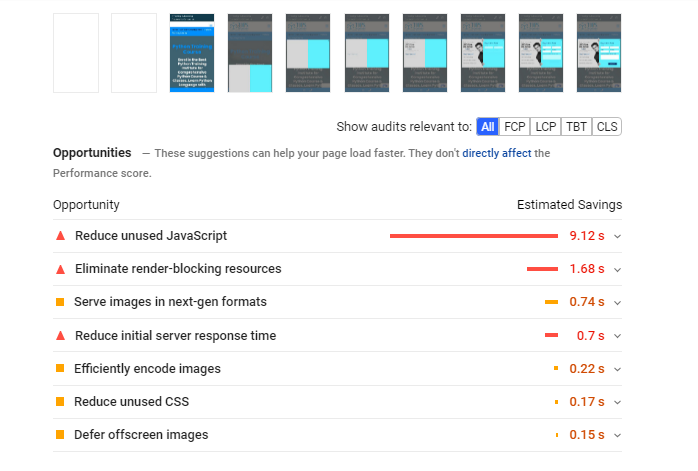 Python Training
Show audits relevant to: All FCP LCP TBT CLS
Opportunities — These suggestions can help your page load faster. They don't directly affect the
Performance score.
Opportunity Estimated Savings
Reduce unused JavaScript 9.12 s
Eliminate render-blocking resources 1.68 s
Serve images in next-gen formats 0.74 s
Reduce initial server response time 0.7 s
Efficiently encode images 0.22 s
Reduce unused CSS 0.17 s
Defer offscreen images 0.15 s